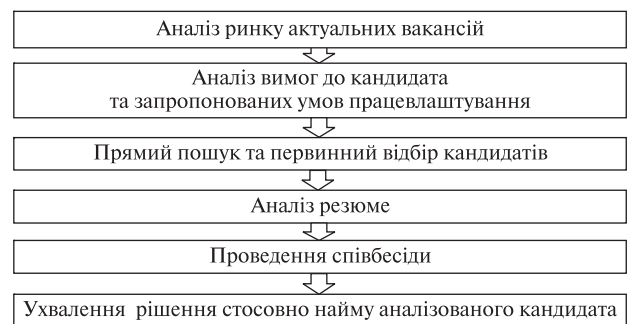 Аналіз ринку актуальних вакансій
Аналіз вимог до кандидата
та запропонованих умов працевлаштування
Прямий пошук та первинний відбір кандидатів
Аналіз резюме
Проведення співбесіди
Ухвалення рішення стосовно найму аналізованого кандидата